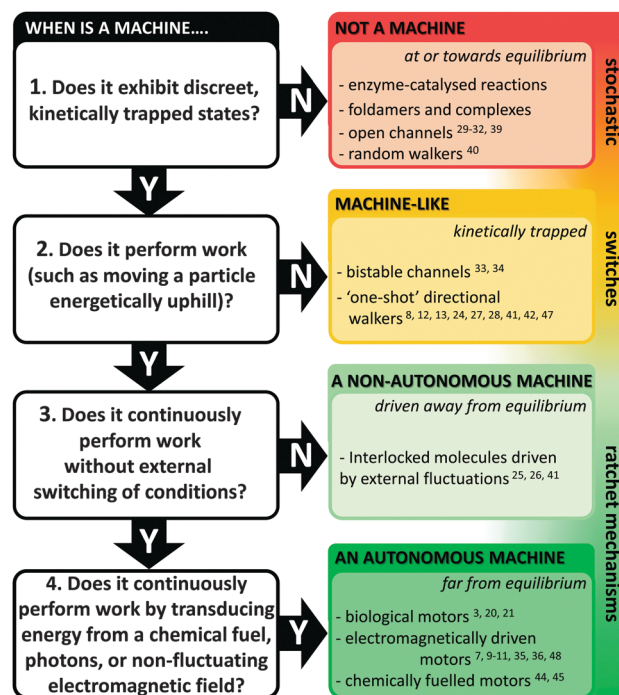 WHEN IS A MACHINE....
1. Does it exhibit discreet,
kinetically trapped states?
N
NOT A MACHINE
at or towards equilibrium
- enzyme-catalysed reactions
- foldamers and complexes
- open channels 29-32, 39
- random walkers 40
stochastic
Y
2. Does it perform work
(such as moving a particle
energetically uphill)?
N
MACHINE-LIKE
kinetically trapped
- bistable channels 33, 34
- ‘one-shot’ directional
walkers 8, 12, 13, 24, 27, 28, 41, 42, 47
switches
Y
3. Does it continuously
perform work
without external
switching of conditions?
N
A NON-AUTONOMOUS MACHINE
driven away from equilibrium
- Interlocked molecules driven
by external fluctuations 25, 26, 41
ratchet mechanisms
Y
4. Does it continuously
perform work by transducing
energy from a chemical fuel,
photons, or non-fluctuating
electromagnetic field?
Y
AN AUTONOMOUS MACHINE
far from equilibrium
- biological motors 3, 20, 21
- electromagnetically driven
motors 7, 9-11, 35, 36, 48
- chemically fuelled motors 44, 45